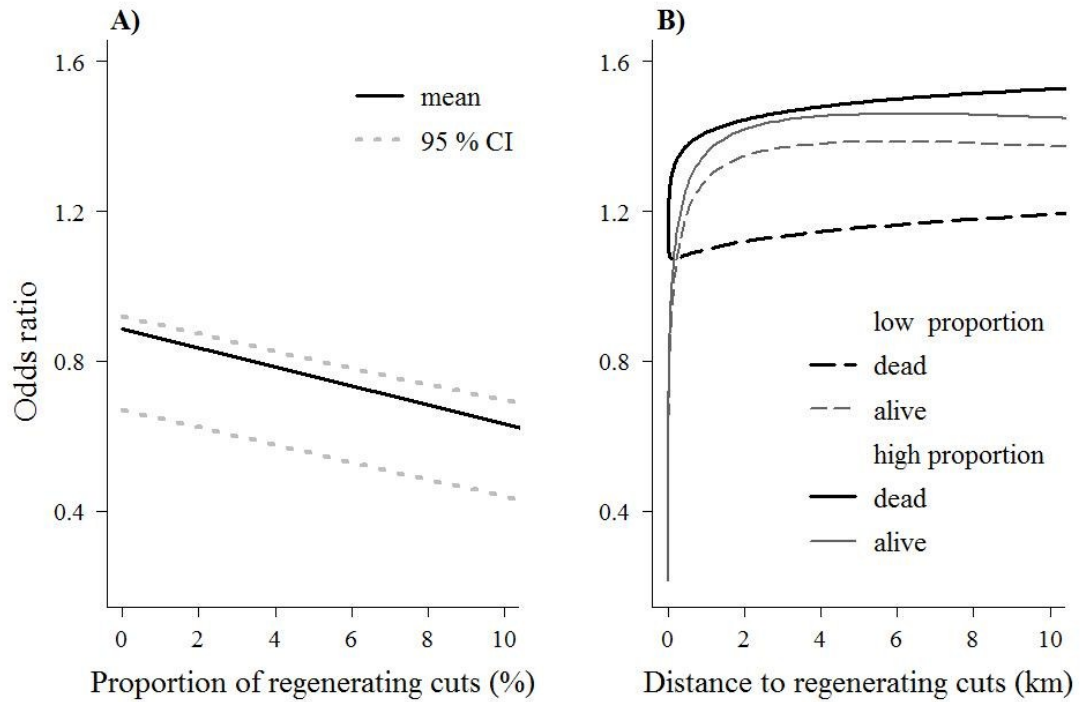 A)
1.6
1.2
0.8
0.4
Odds ratio
mean
95 % CI
0 2 4 6 8 10
Proportion of regenerating cuts (%)
B)
1.6
1.2
0.8
0.4
low proportion
dead
alive
high proportion
dead
alive
0 2 4 6 8 10
Distance to regenerating cuts (km)